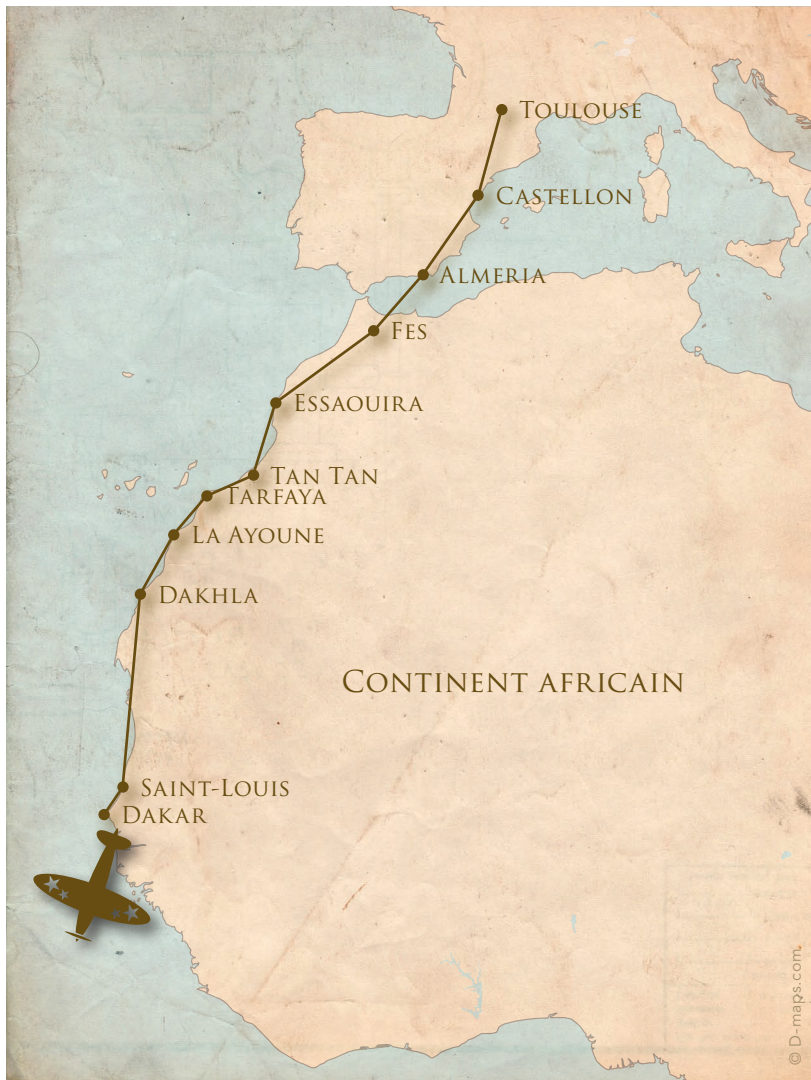 Toulouse
Castellon
Almeria
Fes
Essaouira
Tan Tan
Tarfaya
La Ayoune
Dakhla
Continent africain
Saint-Louis
Dakar
© D-maps.com